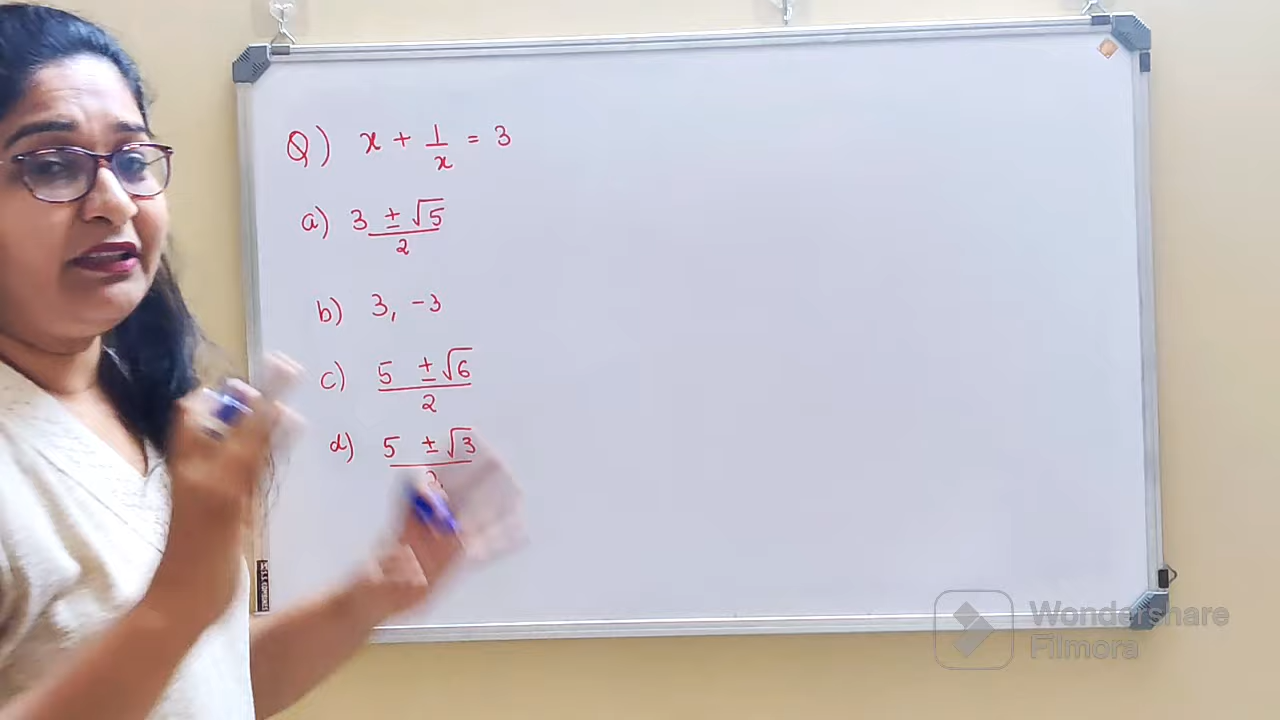 Q) x + 1/x = 3
a) 3 ± √5 / 2
b) 3, -3
c) 5 ± √6 / 2
d) 5 ± √3
Wondershare
Filmora